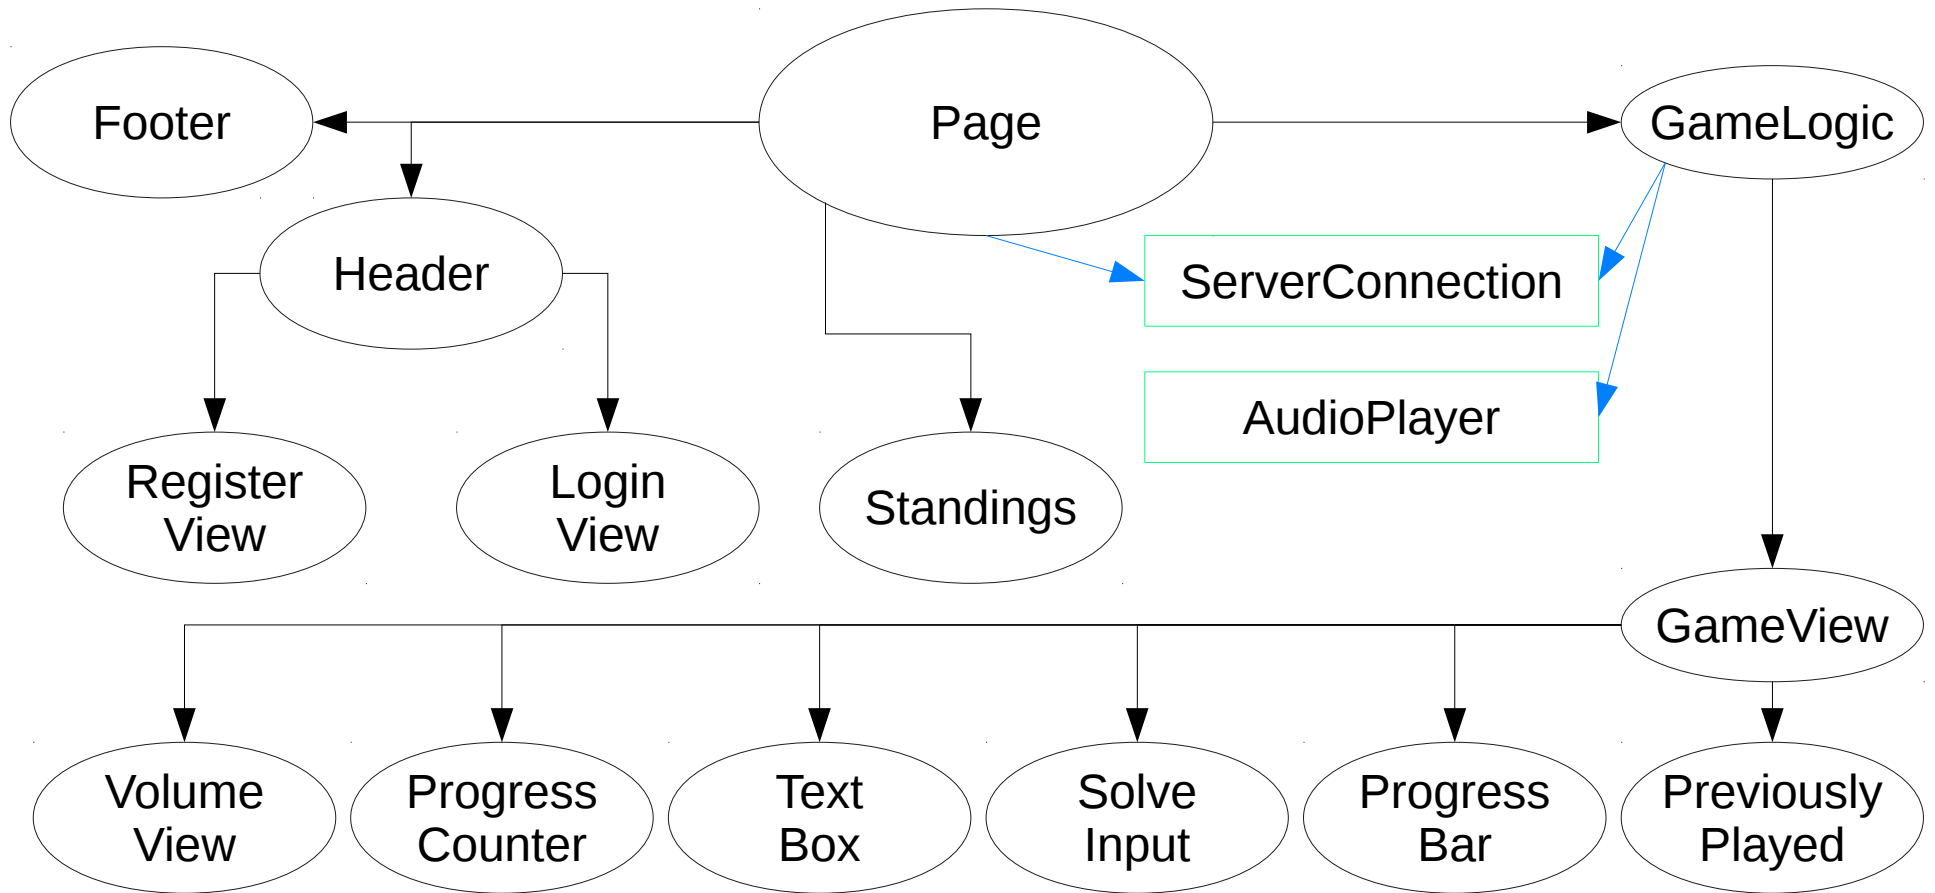 Footer
Page
GameLogic
Header
ServerConnection
AudioPlayer
Register
View
Login
View
Standings
GameView
Volume
View
Progress
Counter
Text
Box
Solve
Input
Progress
Bar
Previously
Played